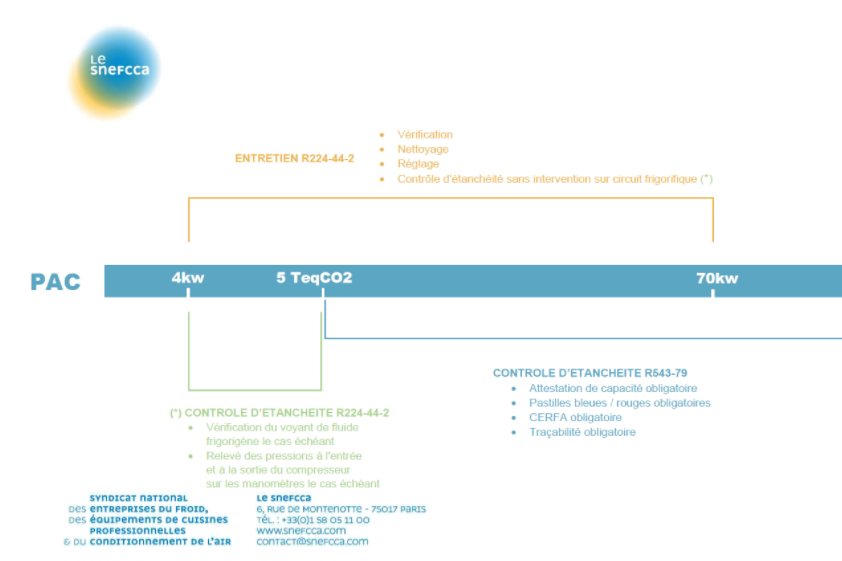 Le
snefcca
• Vérification
ENTRETIEN R224-44-2
• Nettoyage
• Réglage
• Contrôle d'étanchéité sans intervention sur circuit frigorifique (*)
PAC
4kw
5 TeqCO2
70kw
CONTROLE D'ETANCHEITE R543-79
• Attestation de capacité obligatoire
• Pastilles bleues / rouges obligatoires
• CERFA obligatoire
• Traçabilité obligatoire
(*) CONTROLE D'ETANCHEITE R224-44-2
• Vérification du voyant de fluide
frigorigène le cas échéant
• Relevé des pressions à l'entrée
et à la sortie du compresseur
sur les manomètres le cas échéant
syndicat national
des entreprises du froid,
des équipements de cuisines
professionnelles
& du conditionnement de l'air
Le snefcca
6, rue de Montenotte - 75017 Paris
Tél. : +33(0)1 58 05 11 00
www.snefcca.com
contact@snefcca.com